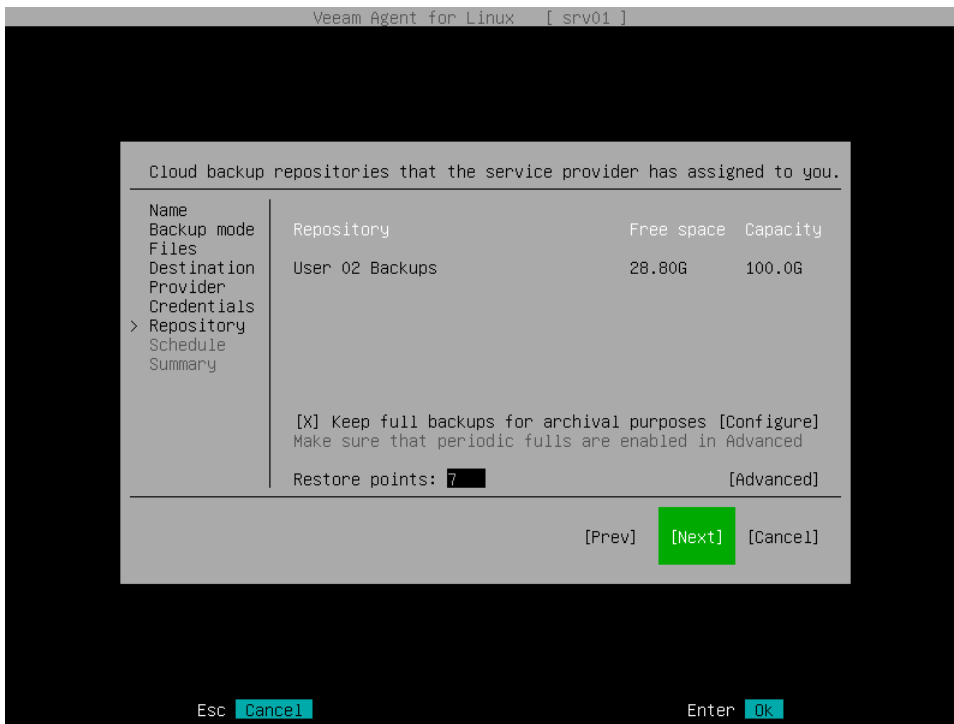 Veeam Agent for Linux [ srv01 ]
Cloud backup repositories that the service provider has assigned to you.
Name
Backup mode
Files
Destination
Provider
Credentials
> Repository
Schedule
Summary
Repository Free space Capacity
User 02 Backups 28.80G 100.0G
[X] Keep full backups for archival purposes [Configure]
Make sure that periodic fulls are enabled in Advanced
Restore points: 7 [Advanced]
[Prev] [Next] [Cancel]
Esc Cancel Enter Ok